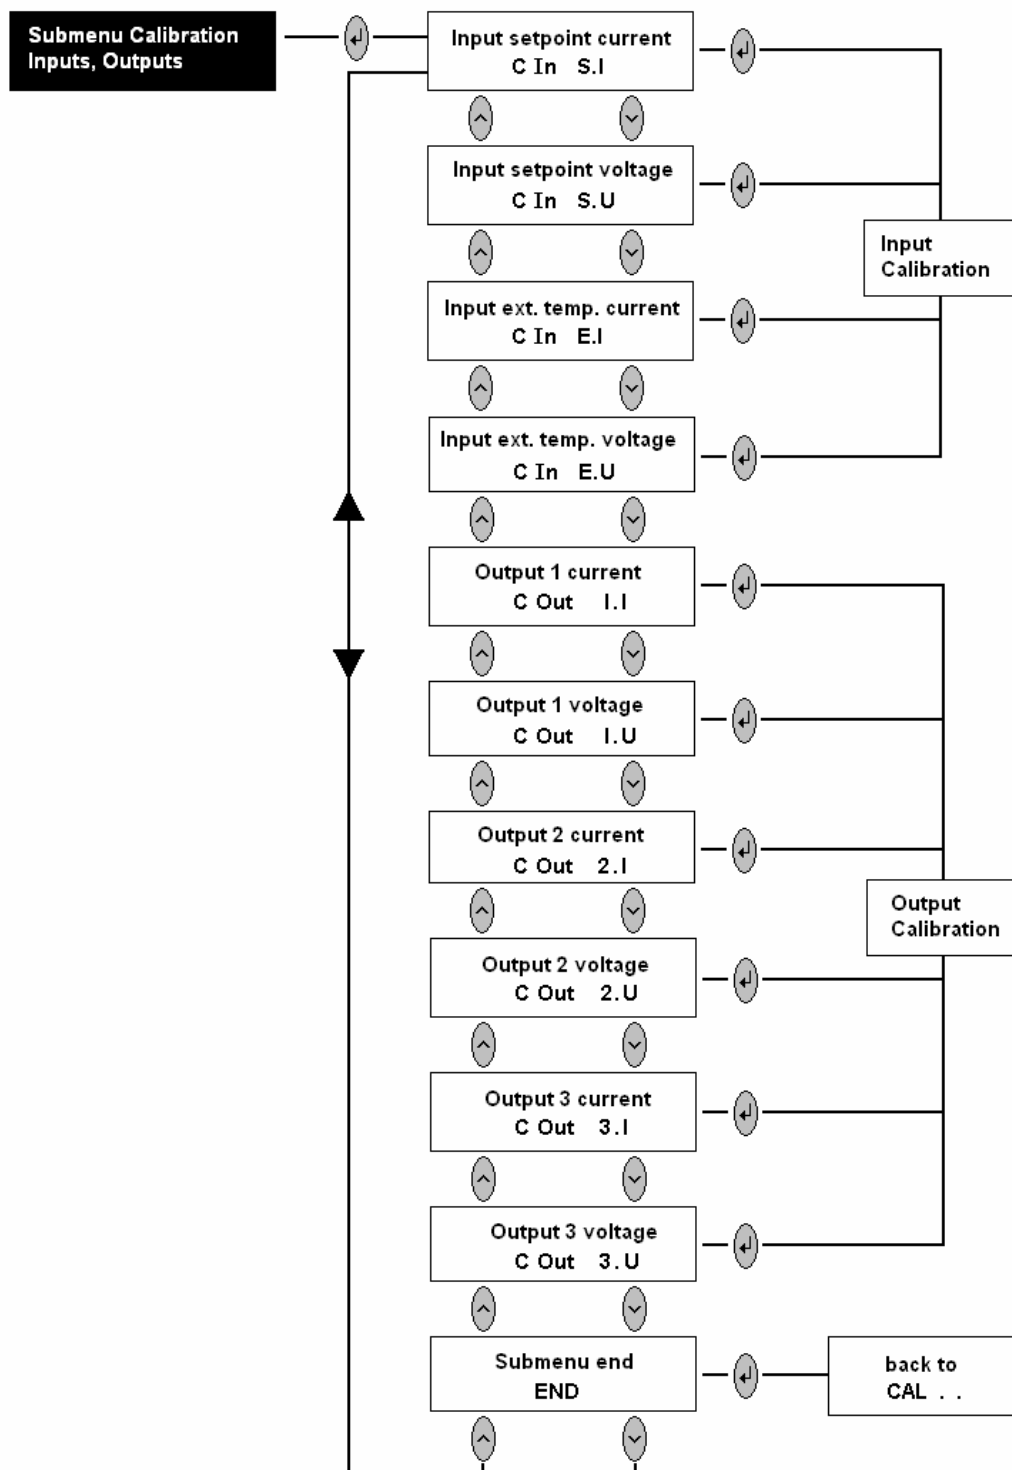 Submenu Calibration
Inputs, Outputs
Input setpoint current
C In S.I
Input setpoint voltage
C In S.U
Input
Calibration
Input ext. temp. current
C In E.I
Input ext. temp. voltage
C In E.U
Output 1 current
C Out I.I
Output 1 voltage
C Out I.U
Output 2 current
C Out 2.I
Output
Calibration
Output 2 voltage
C Out 2.U
Output 3 current
C Out 3.I
Output 3 voltage
C Out 3.U
Submenu end
END
back to
CAL . .